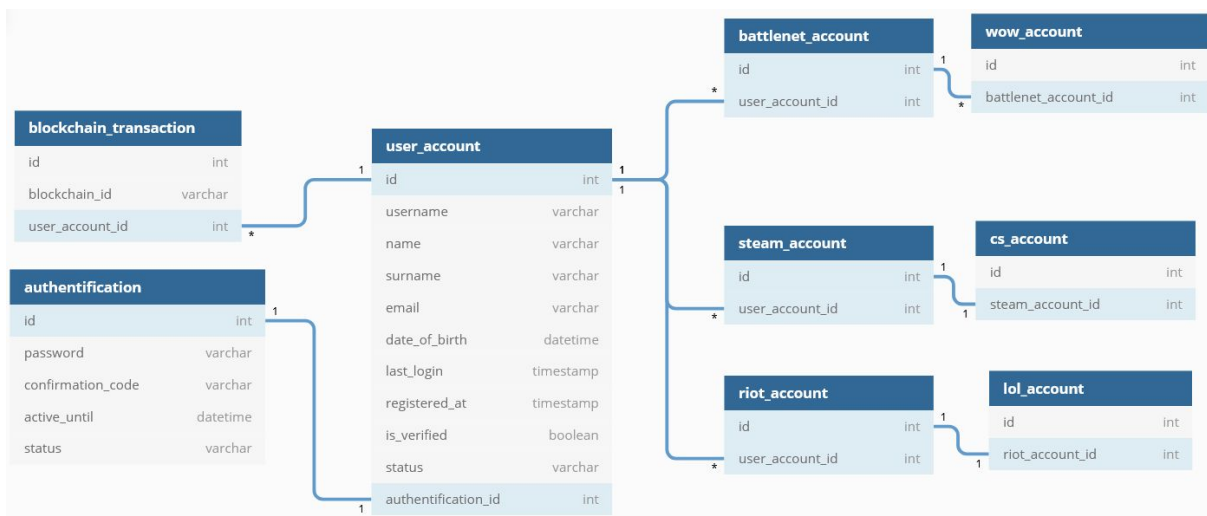 blockchain_transaction
id int
blockchain_id varchar
user_account_id int
*
authentification
id int
1
password varchar
confirmation_code varchar
active_until datetime
status varchar
user_account
1
id int
1
1
username varchar
name varchar
surname varchar
email varchar
date_of_birth datetime
last_login timestamp
registered_at timestamp
is_verified boolean
status varchar
authentification_id int
1
battlenet_account
id int
1
*
user_account_id int
wow_account
id int
battlenet_account_id int
*
steam_account
id int
1
user_account_id int
*
cs_account
id int
steam_account_id int
1
riot_account
id int
1
user_account_id int
*
lol_account
id int
riot_account_id int
1